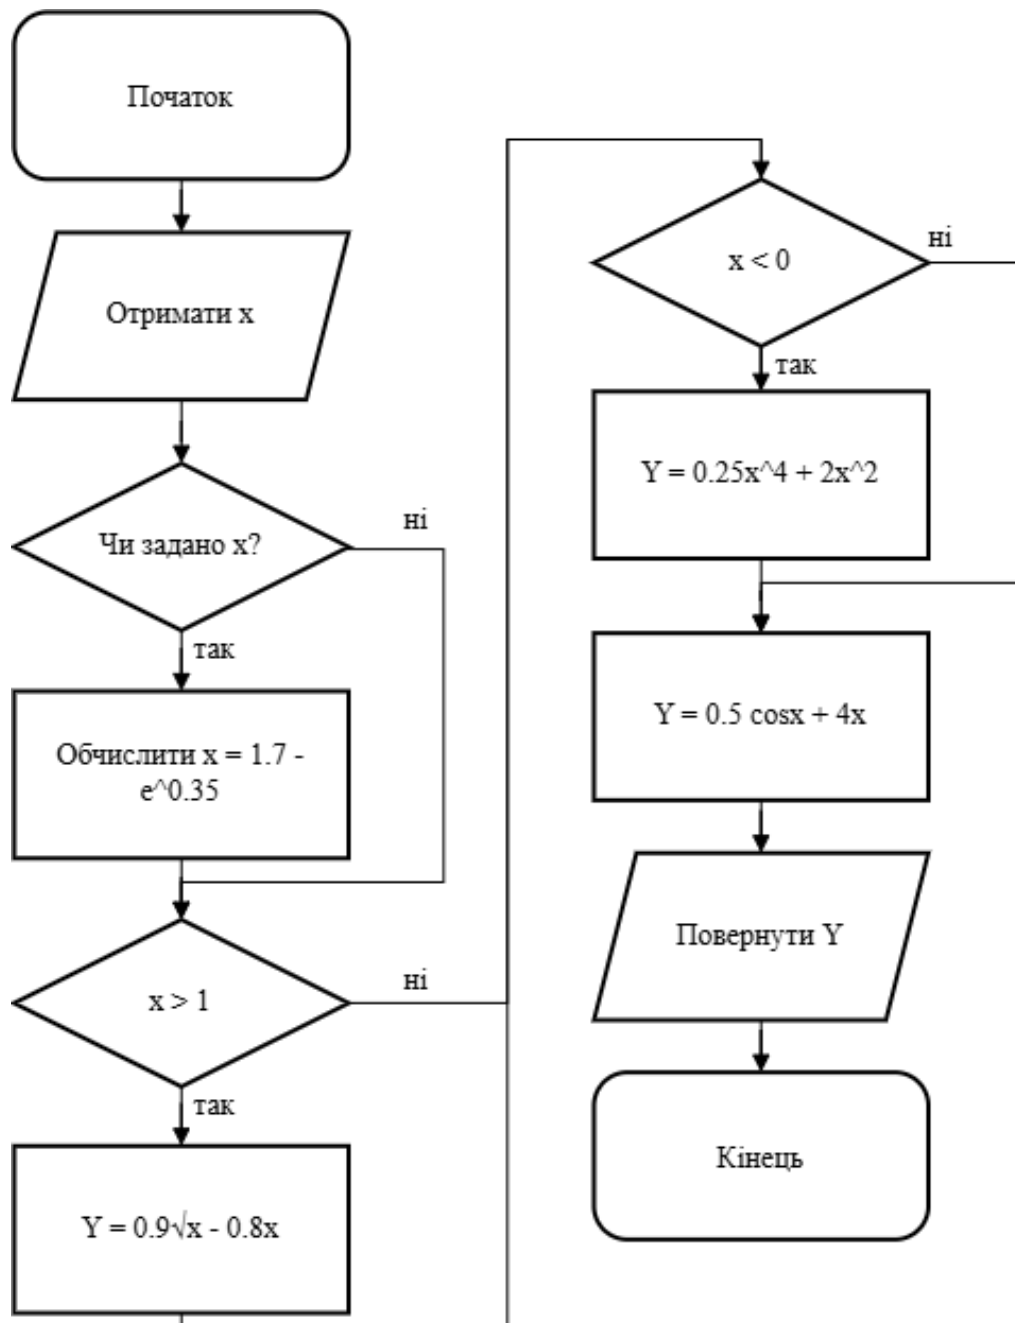 Початок
Отримати x
Чи задано x?
ні
так
Обчислити x = 1.7 -
e^0.35
x > 1
ні
так
Y = 0.9√x - 0.8x
x < 0
ні
так
Y = 0.25x^4 + 2x^2
Y = 0.5 cosx + 4x
Повернути Y
Кінець